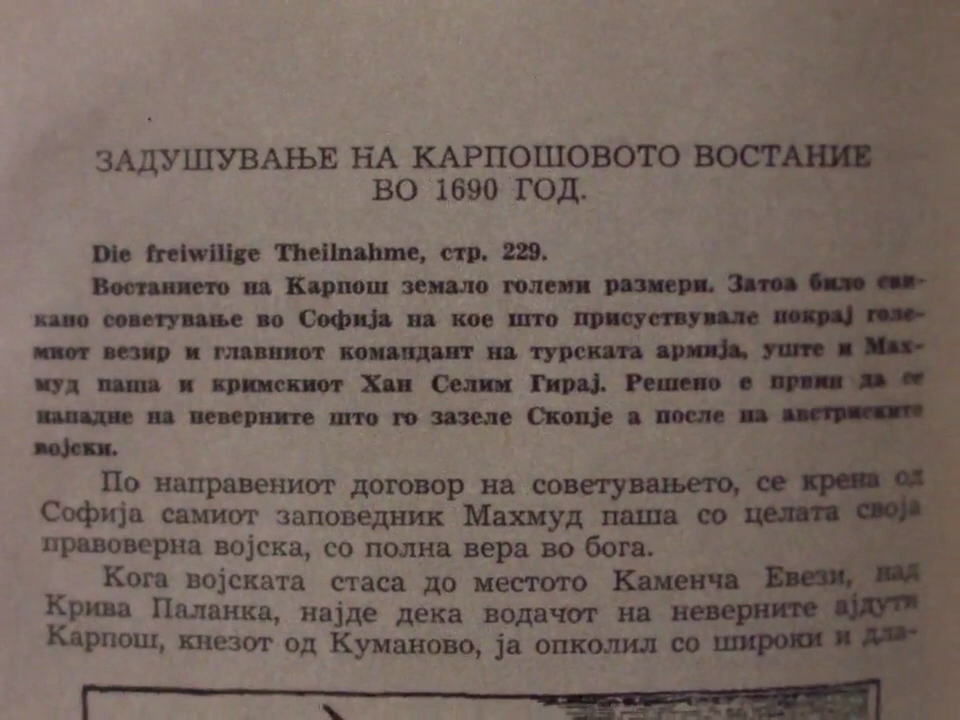 ЗАДУШУВАЊЕ НА КАРПОШОВОТО ВОСТАНИЕ
ВО 1690 ГОД.
Die freiwilige Theilnahme, стр. 229.
Востанието на Карпош земало големи размери. Затоа било сви-
кано советување во Софија на кое што присуствувале покрај голе-
миот везир и главниот командант на турската армија, уште и Мах-
муд паша и кримскиот Хан Селим Гирај. Решено е првин да се
нападне на неверните што го зазеле Скопје а после на австриските
војски.
По направениот договор на советувањето, се крена од
Софија самиот заповедник Махмуд паша со целата своја
правоверна војска, со полна вера во бога.
Кога војската стаса до местото Каменча Евези, над
Крива Паланка, најде дека водачот на неверните ајдути
Карпош, кнезот од Куманово, ја опколил со широки и дла-